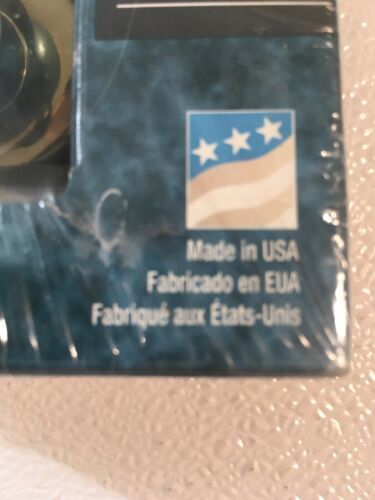 Made in USA
Fabricado en EUA
Fabriqué aux États-Unis